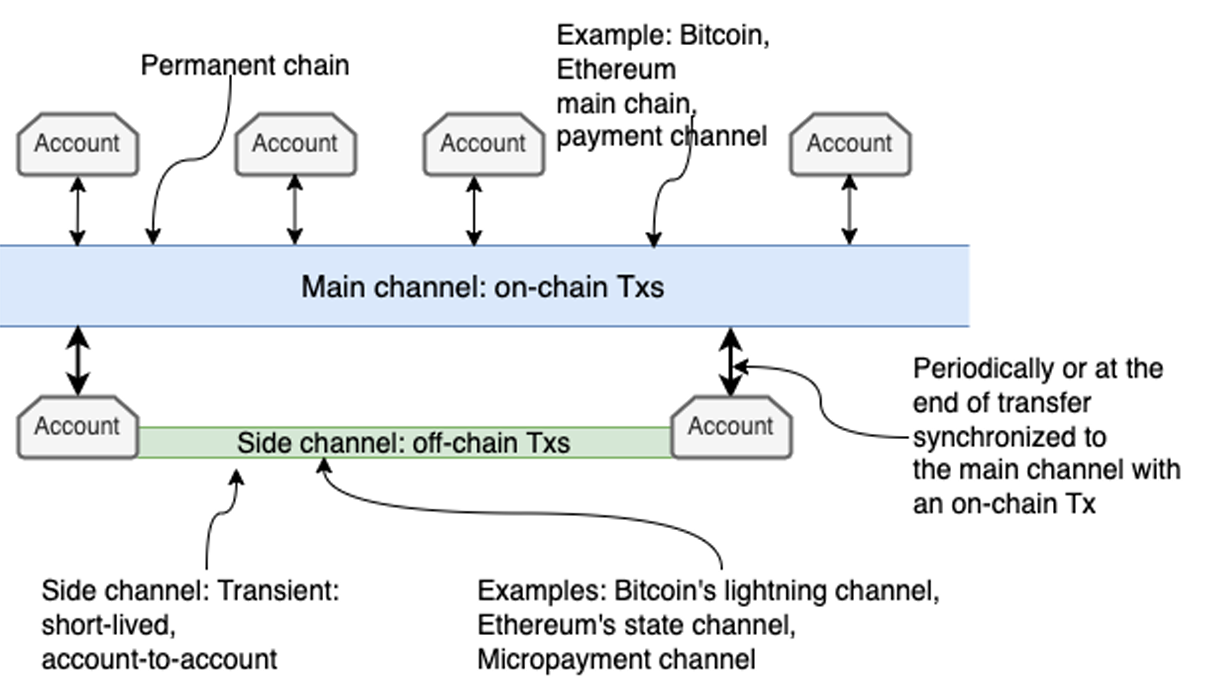 Permanent chain
Example: Bitcoin,
Ethereum
main chain,
payment channel
Account
Account
Account
Account
Main channel: on-chain Txs
Account
Side channel: off-chain Txs
Account
Periodically or at the
end of transfer
synchronized to
the main channel with
an on-chain Tx
Side channel: Transient:
short-lived,
account-to-account
Examples: Bitcoin's lightning channel,
Ethereum's state channel,
Micropayment channel